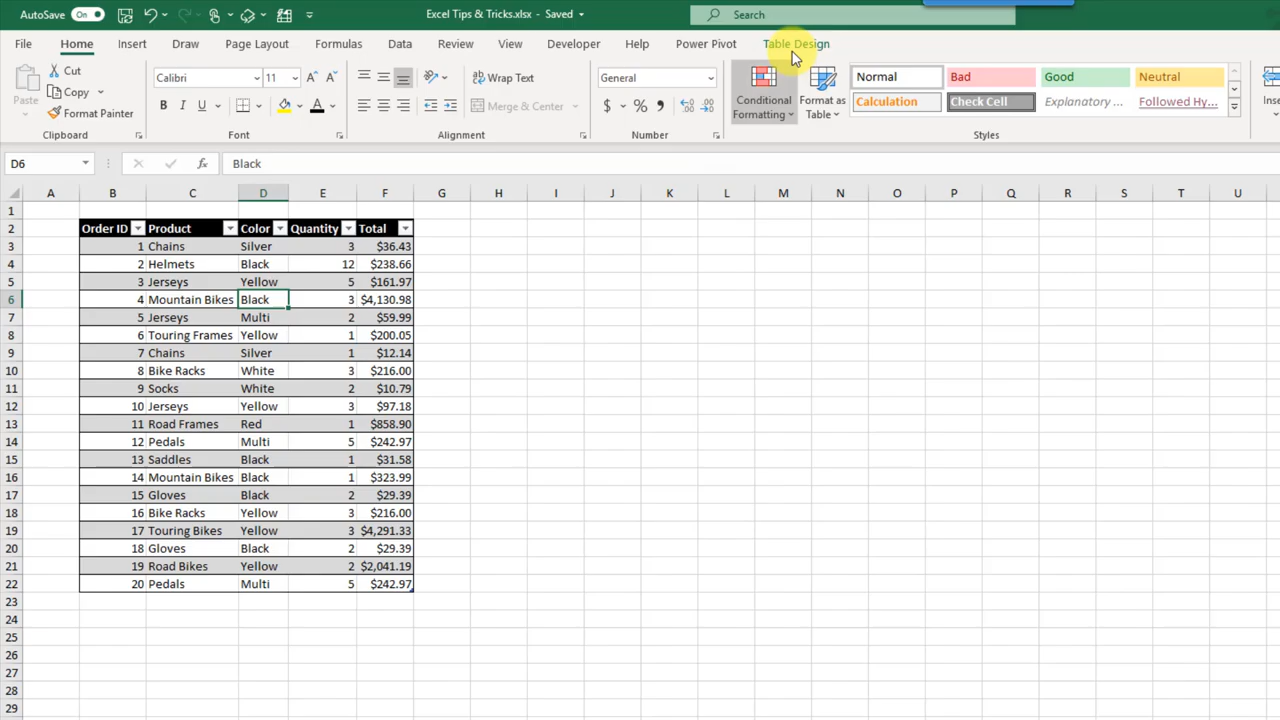 AutoSave On Excel Tips & Tricks.xlsx - Saved Search
File Home Insert Draw Page Layout Formulas Data Review View Developer Help Power Pivot Table Design
Paste Cut Copy Format Painter Clipboard
Calibri 11 B I U A A A Font
Wrap Text Merge & Center Alignment
General $ % , Number
Conditional Formatting Format as Table
Normal Bad Good Neutral
Calculation Check Cell Explanatory ... Followed Hy...
Styles
D6 fx Black
A B C D E F G H I J K L M N O P Q R S T U
1
2 Order ID Product Color Quantity Total
3 1 Chains Silver 3 $36.43
4 2 Helmets Black 12 $238.66
5 3 Jerseys Yellow 5 $161.97
6 4 Mountain Bikes Black 3 $4,130.98
7 5 Jerseys Multi 2 $59.99
8 6 Touring Frames Yellow 1 $200.05
9 7 Chains Silver 1 $12.14
10 8 Bike Racks White 3 $216.00
11 9 Socks White 2 $10.79
12 10 Jerseys Yellow 3 $97.18
13 11 Road Frames Red 1 $858.90
14 12 Pedals Multi 5 $242.97
15 13 Saddles Black 1 $31.58
16 14 Mountain Bikes Black 1 $323.99
17 15 Gloves Black 2 $29.39
18 16 Bike Racks Yellow 3 $216.00
19 17 Touring Bikes Yellow 3 $4,291.33
20 18 Gloves Black 2 $29.39
21 19 Road Bikes Yellow 2 $2,041.19
22 20 Pedals Multi 5 $242.97
23
24
25
26
27
28
29